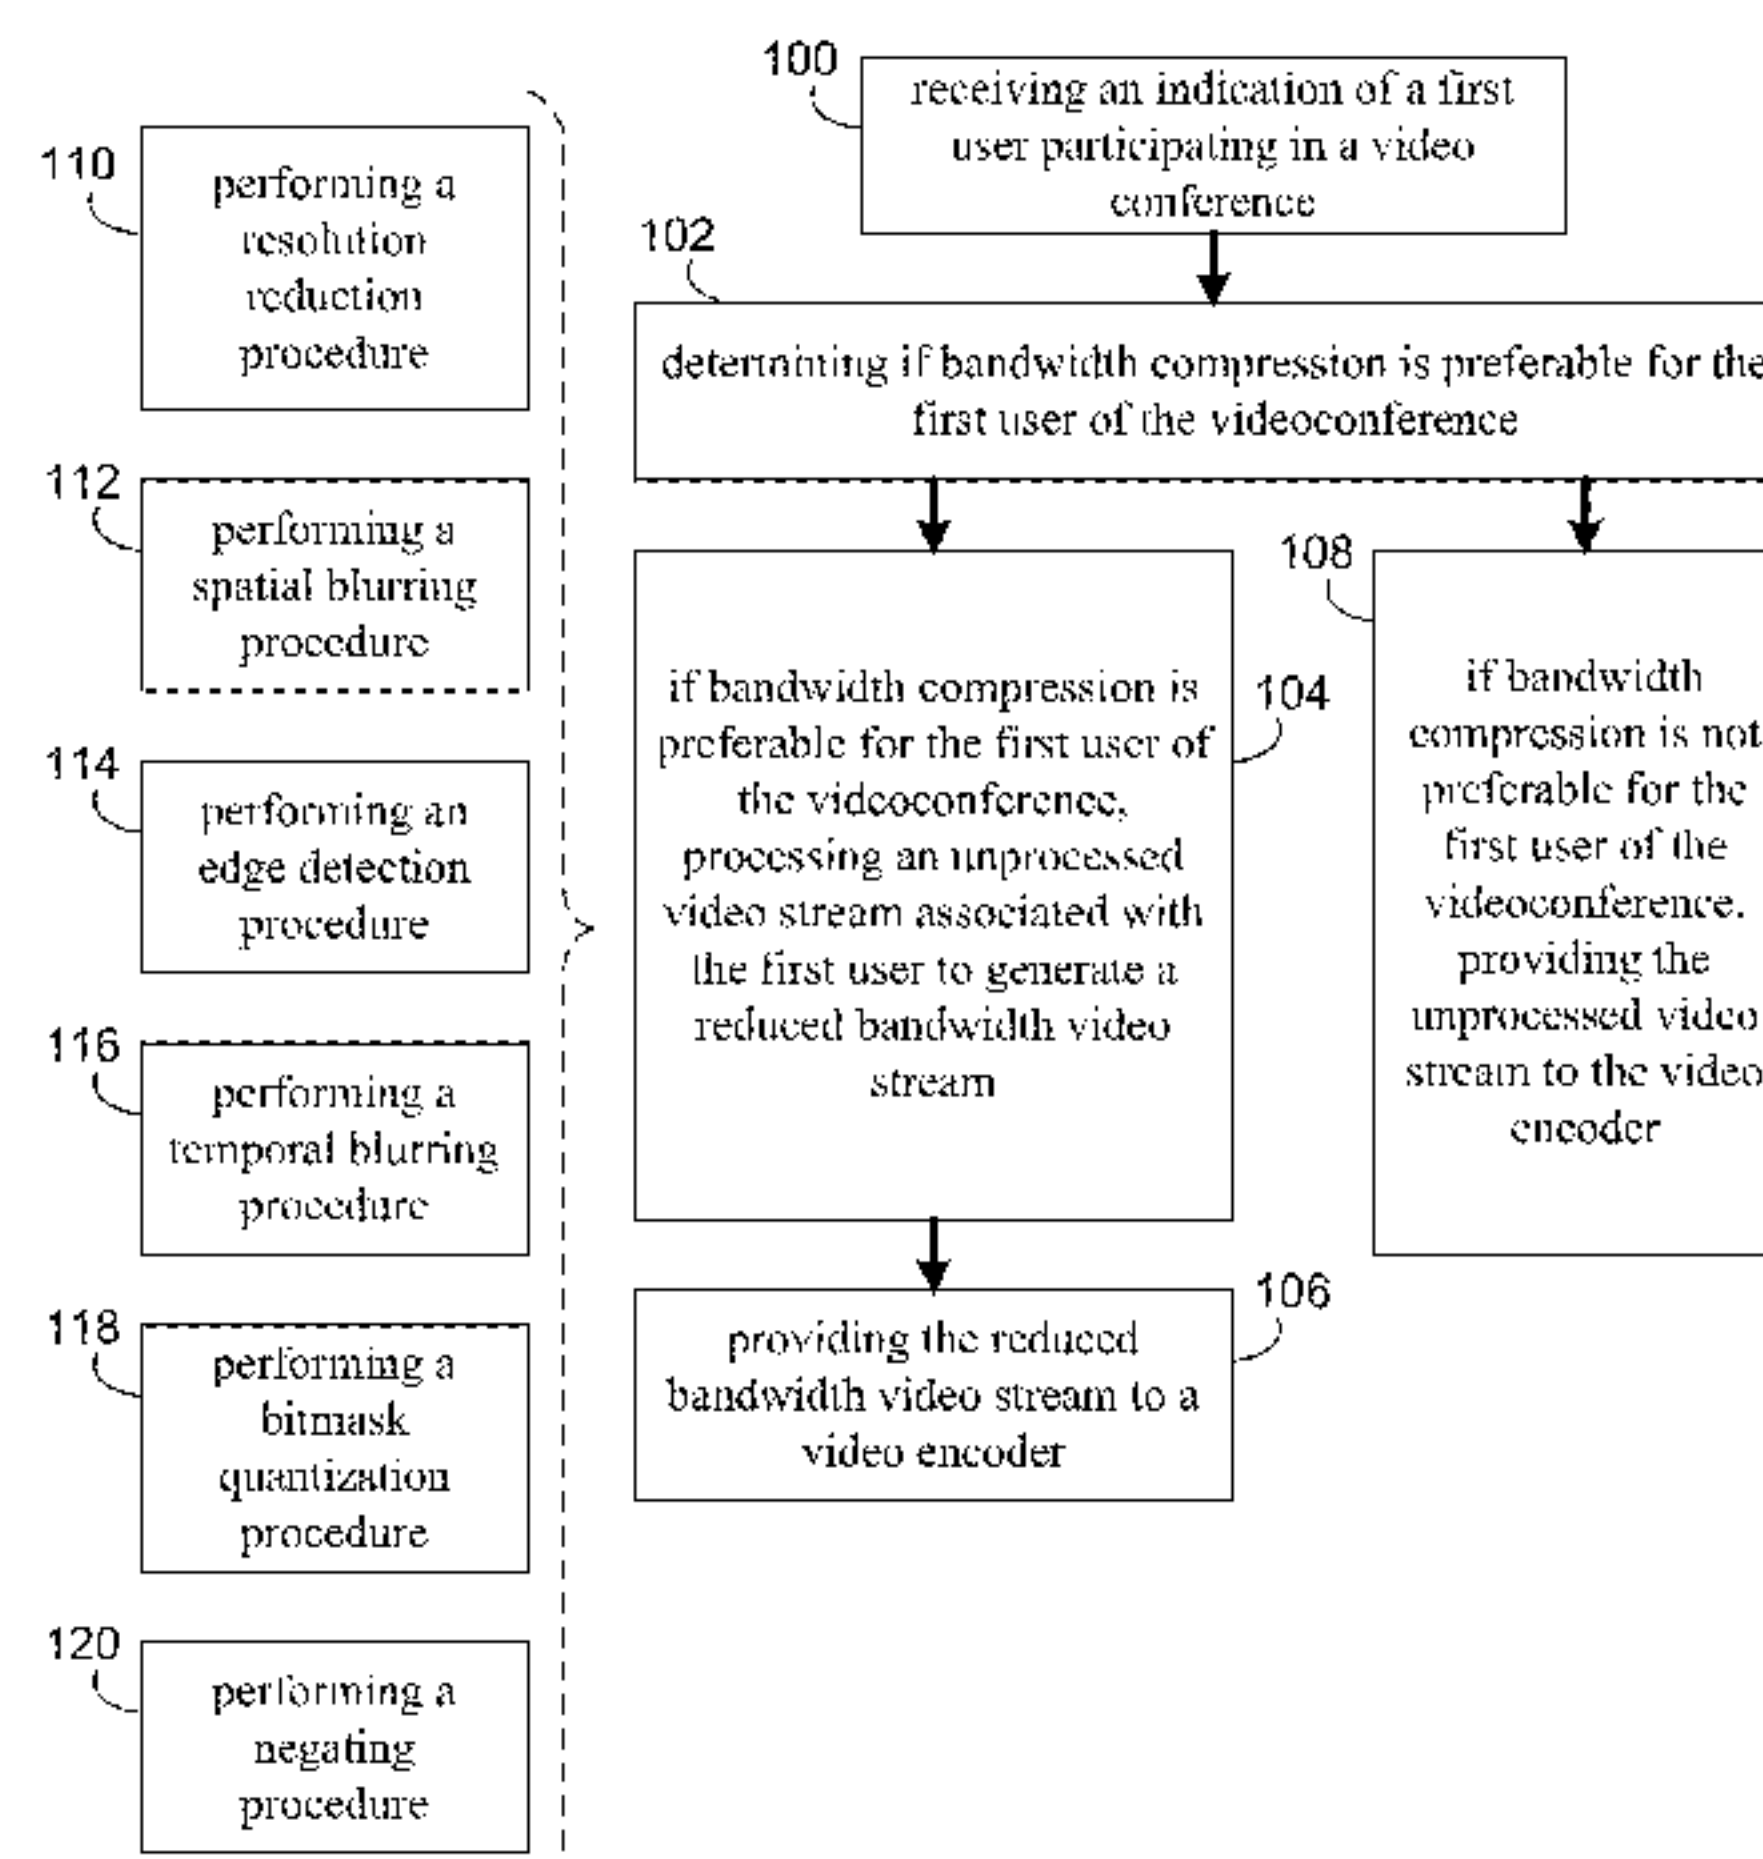 100
receiving an indication of a first
user participating in a video
conference
102
determining if bandwidth compression is preferable for the
first user of the videoconference
104
if bandwidth compression is
preferable for the first user of
the videoconference,
processing an unprocessed
video stream associated with
the first user to generate a
reduced bandwidth video
stream
106
providing the reduced
bandwidth video stream to a
video encoder
108
if bandwidth
compression is not
preferable for the
first user of the
videoconference,
providing the
unprocessed video
stream to the video
encoder
110
performing a
resolution
reduction
procedure
112
performing a
spatial blurring
procedure
114
performing an
edge detection
procedure
116
performing a
temporal blurring
procedure
118
performing a
bitmask
quantization
procedure
120
performing a
negating
procedure